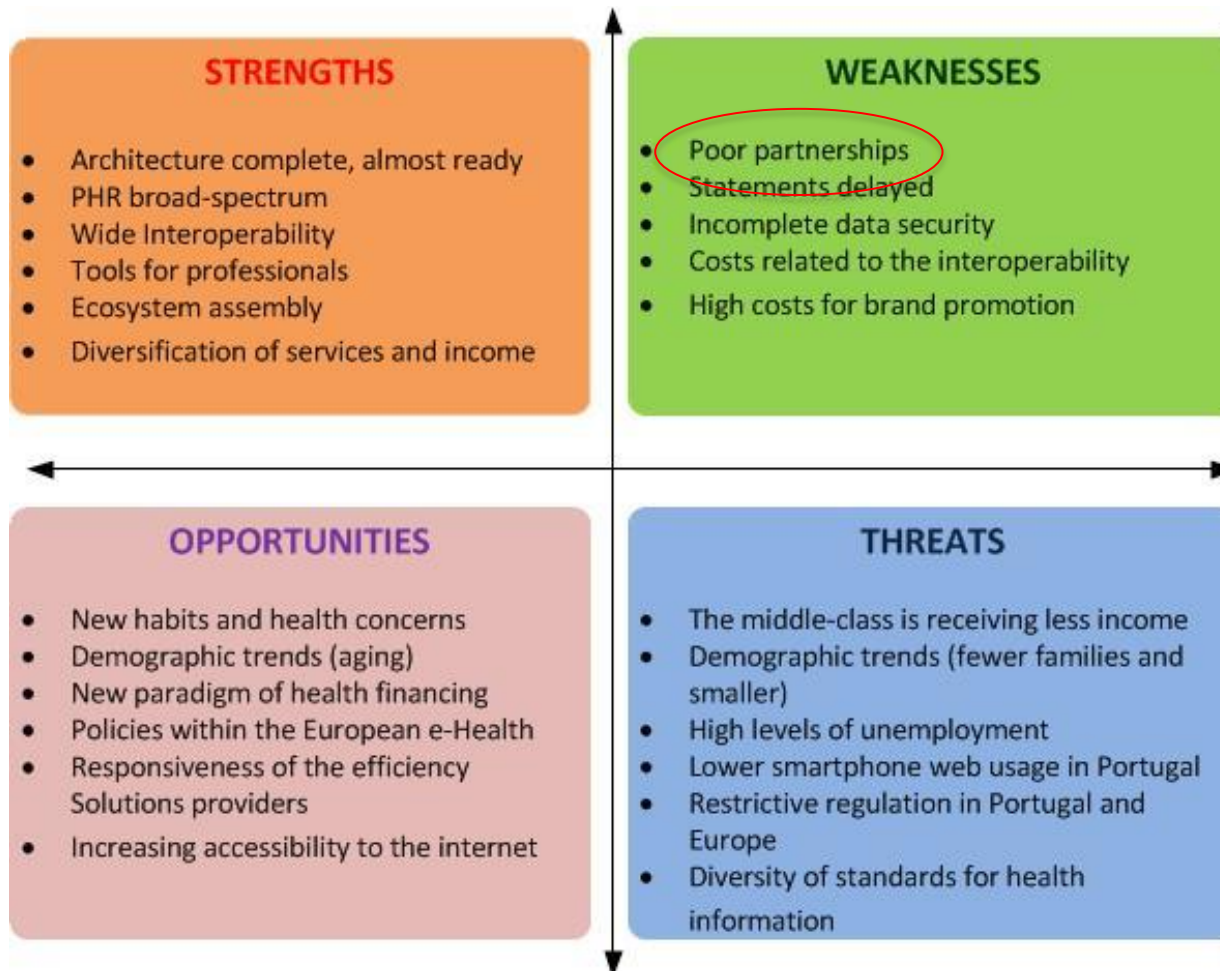 STRENGTHS
• Architecture complete, almost ready
• PHR broad-spectrum
• Wide Interoperability
• Tools for professionals
• Ecosystem assembly
• Diversification of services and income
WEAKNESSES
• Poor partnerships
• Statements delayed
• Incomplete data security
• Costs related to the interoperability
• High costs for brand promotion
OPPORTUNITIES
• New habits and health concerns
• Demographic trends (aging)
• New paradigm of health financing
• Policies within the European e-Health
• Responsiveness of the efficiency
Solutions providers
• Increasing accessibility to the internet
THREATS
• The middle-class is receiving less income
• Demographic trends (fewer families and
smaller)
• High levels of unemployment
• Lower smartphone web usage in Portugal
• Restrictive regulation in Portugal and
Europe
• Diversity of standards for health
information